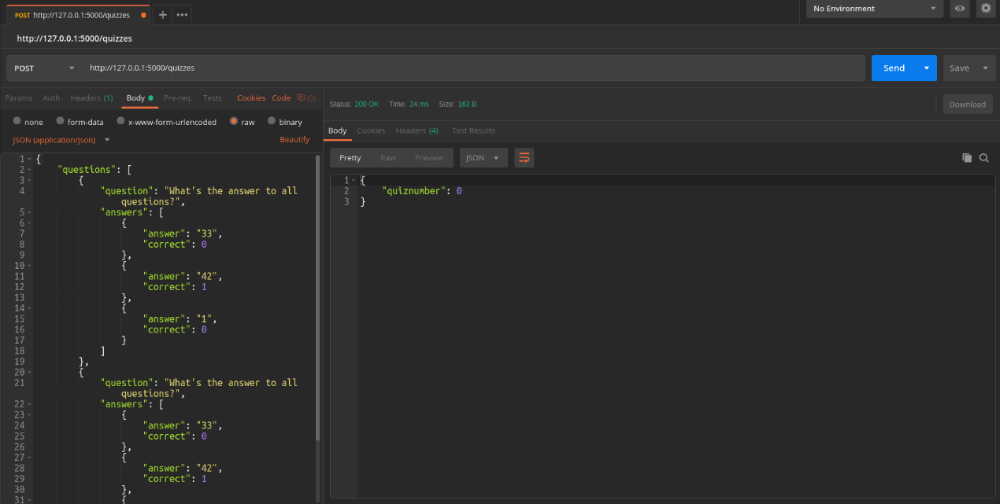 POST http://127.0.0.1:5000/quizzes
No Environment
http://127.0.0.1:5000/quizzes
POST http://127.0.0.1:5000/quizzes Send Save
Params Auth Headers (1) Body Pre-req. Tests Cookies Code (0)
none form-data x-www-form-urlencoded raw binary
JSON (application/json) Beautify
1 {
2 "questions": [
3 {
4 "question": "What's the answer to all
questions?",
5 "answers": [
6 {
7 "answer": "33",
8 "correct": 0
9 },
10 {
11 "answer": "42",
12 "correct": 1
13 },
14 {
15 "answer": "1",
16 "correct": 0
17 }
18 ]
19 },
20 {
21 "question": "What's the answer to all
questions?",
22 "answers": [
23 {
24 "answer": "33",
25 "correct": 0
26 },
27 {
28 "answer": "42",
29 "correct": 1
30 },
31 {
Status: 200 OK Time: 24 ms Size: 163 B Download
Body Cookies Headers (4) Test Results
Pretty Raw Preview JSON
1 {
2 "quiznumber": 0
3 }